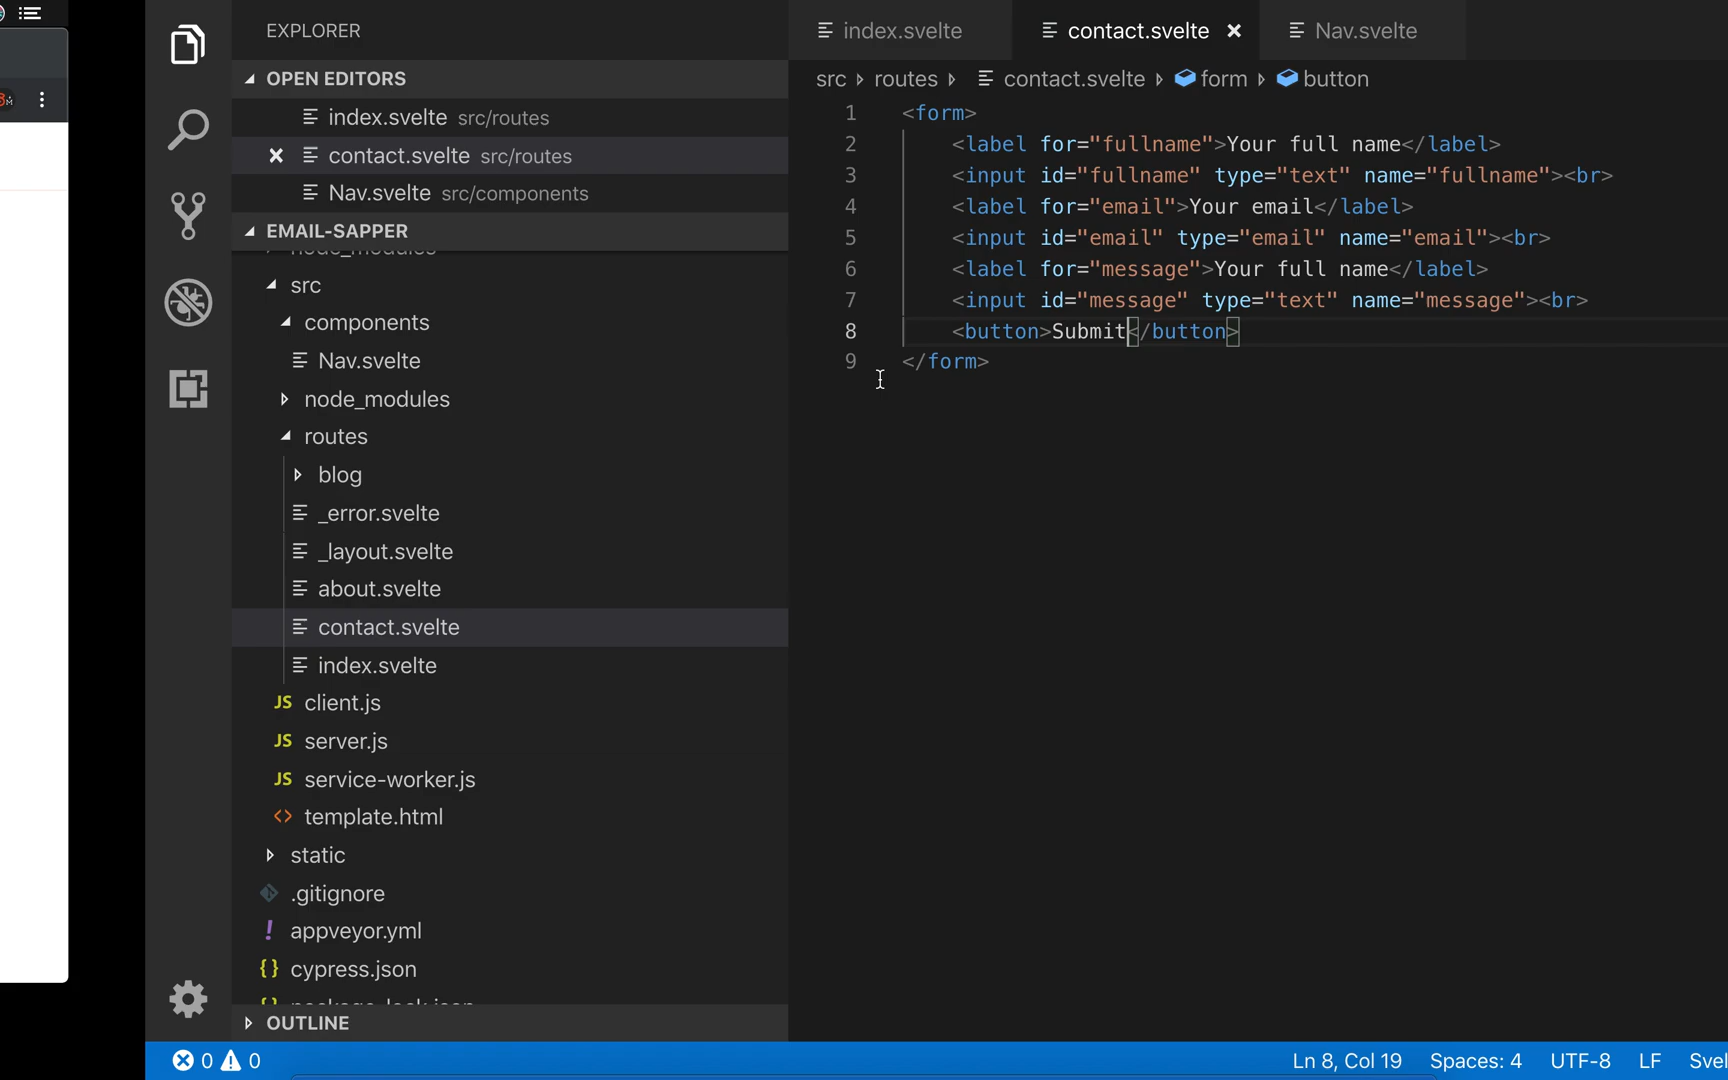 EXPLORER
OPEN EDITORS
index.svelte src/routes
contact.svelte src/routes
Nav.svelte src/components
EMAIL-SAPPER
node_modules
src
components
Nav.svelte
node_modules
routes
blog
_error.svelte
_layout.svelte
about.svelte
contact.svelte
index.svelte
JS client.js
JS server.js
JS service-worker.js
<> template.html
static
.gitignore
! appveyor.yml
{} cypress.json
OUTLINE
index.svelte contact.svelte Nav.svelte
src routes contact.svelte form button
1 <form>
2 <label for="fullname">Your full name</label>
3 <input id="fullname" type="text" name="fullname"><br>
4 <label for="email">Your email</label>
5 <input id="email" type="email" name="email"><br>
6 <label for="message">Your full name</label>
7 <input id="message" type="text" name="message"><br>
8 <button>Submit</button>
9 </form>
0 0 Ln 8, Col 19 Spaces: 4 UTF-8 LF Svel